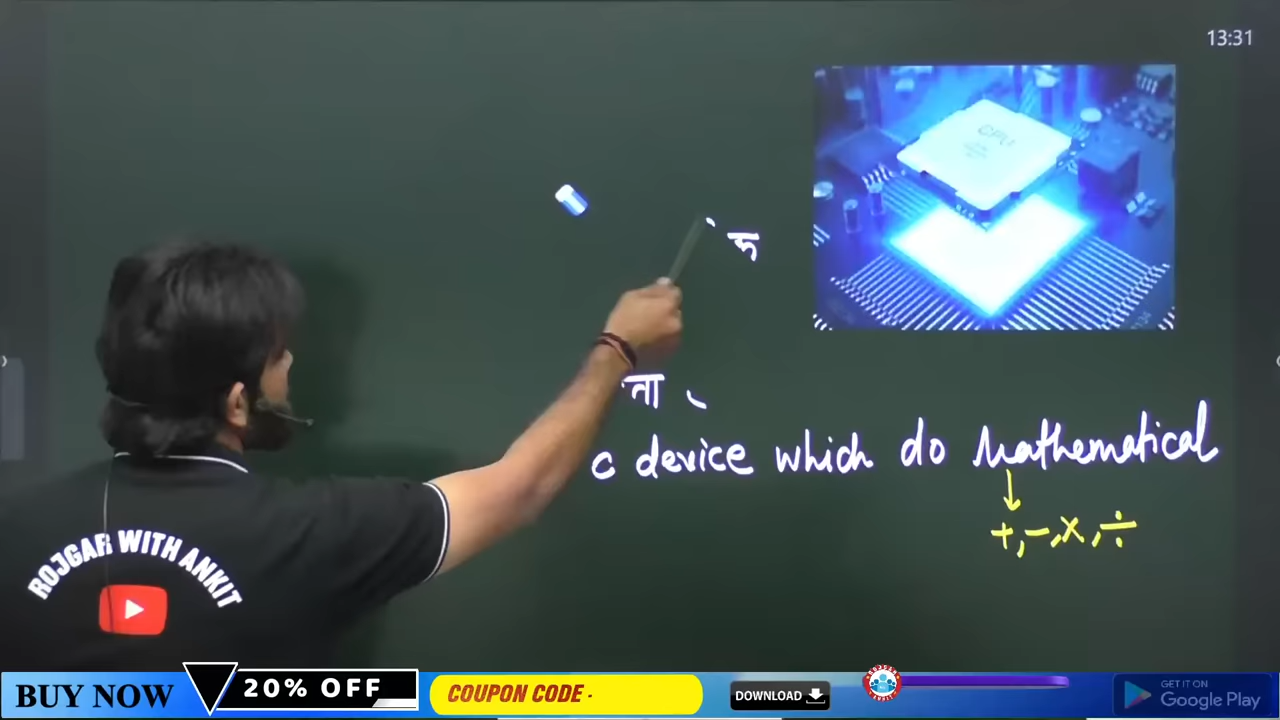 13:31
CPU
क
ता
c device which do Mathematical
+, -, ×, ÷
ROJGAR WITH ANKIT
BUY NOW
20% OFF
COUPON CODE -
DOWNLOAD
GET IT ON
Google Play